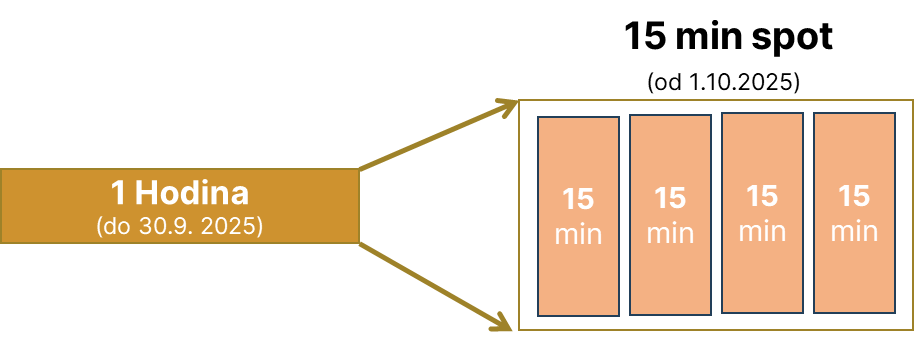 15 min spot
(od 1.10.2025)
1 Hodina
(do 30.9. 2025)
15
min
15
min
15
min
15
min